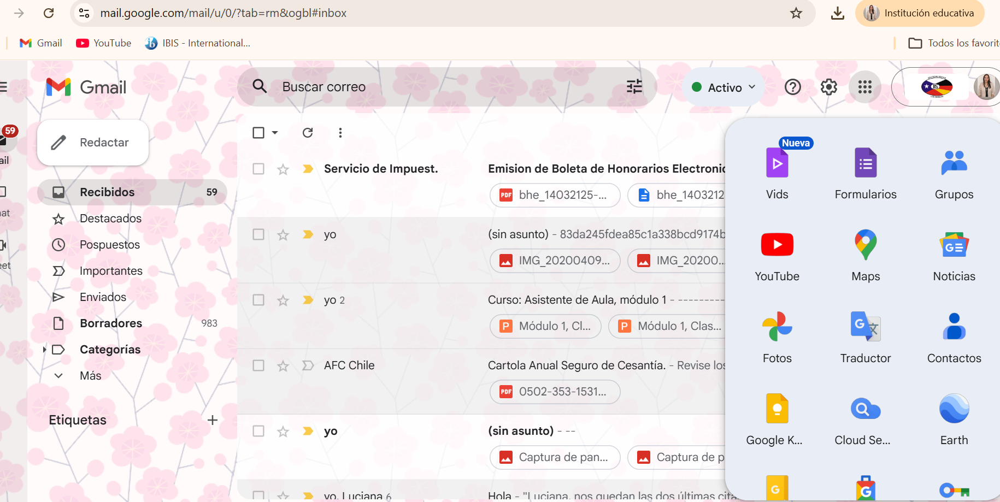 mail.google.com/mail/u/0/?tab=rm&ogbl#inbox
Institución educativa
Gmail
YouTube
IBIS - International...
Todos los favorit
Gmail
Buscar correo
Activo
59
Redactar
Recibidos 59
Destacados
Pospuestos
Importantes
Enviados
Borradores 983
Categorías
Más
Etiquetas
Servicio de Impuest. Emision de Boleta de Honorarios Electronic
PDF bhe_14032125-... bhe_1403212
yo (sin asunto) - 83da245fdea85c1a338bcd9174b
IMG_20200409... IMG_20200...
yo 2 Curso: Asistente de Aula, módulo 1 - ---------
P Módulo 1, Cl... P Módulo 1, Clas...
AFC Chile Cartola Anual Seguro de Cesantía. - Revise los
PDF 0502-353-1531...
yo (sin asunto) - --
Captura de pan... Captura de p
yo, Luciana 6 Hola - "Luciana, nos quedan las dos últimas cita
Nueva
Vids
Formularios
Grupos
YouTube
Maps
Noticias
Fotos
Traductor
Contactos
Google K...
Cloud Se...
Earth